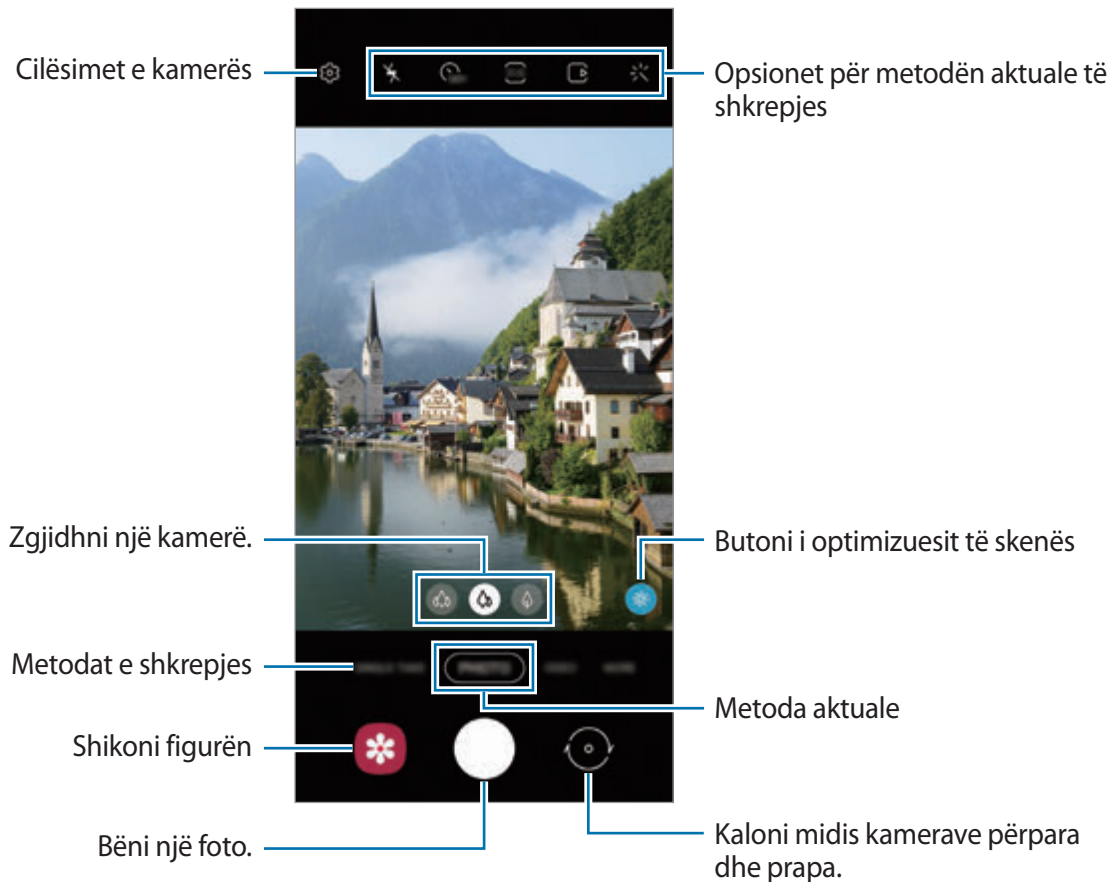 Cilësimet e kamerës
Opsionet për metodën aktuale të
shkrepjes
Zgjidhni një kamerë.
Butoni i optimizuesit të skenës
Metodat e shkrepjes
PHOTO
Metoda aktuale
Shikoni figurën
Bëni një foto.
Kaloni midis kamerave përpara
dhe prapa.